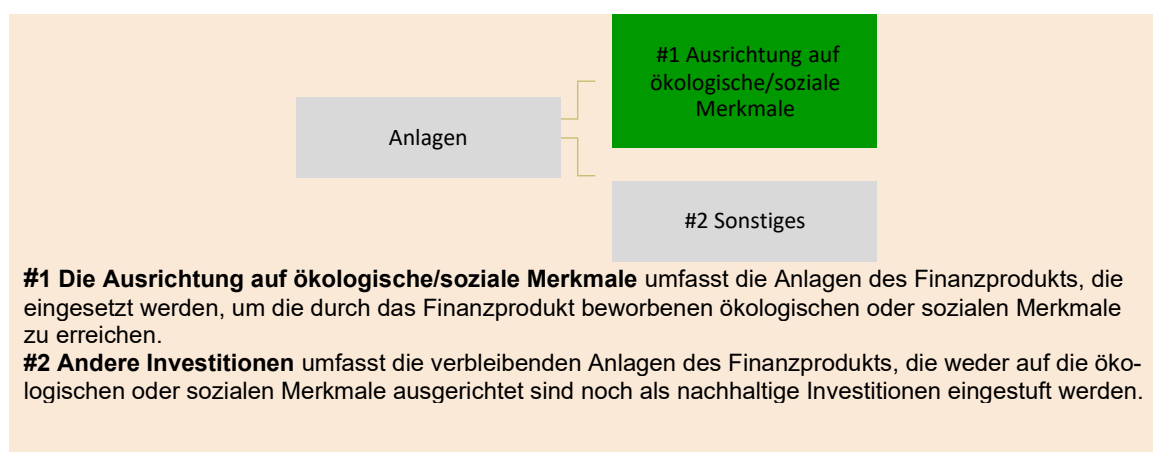 #1 Ausrichtung auf
ökologische/soziale
Merkmale
Anlagen
#2 Sonstiges
#1 Die Ausrichtung auf ökologische/soziale Merkmale umfasst die Anlagen des Finanzprodukts, die
eingesetzt werden, um die durch das Finanzprodukt beworbenen ökologischen oder sozialen Merkmale
zu erreichen.
#2 Andere Investitionen umfasst die verbleibenden Anlagen des Finanzprodukts, die weder auf die öko-
logischen oder sozialen Merkmale ausgerichtet sind noch als nachhaltige Investitionen eingestuft werden.